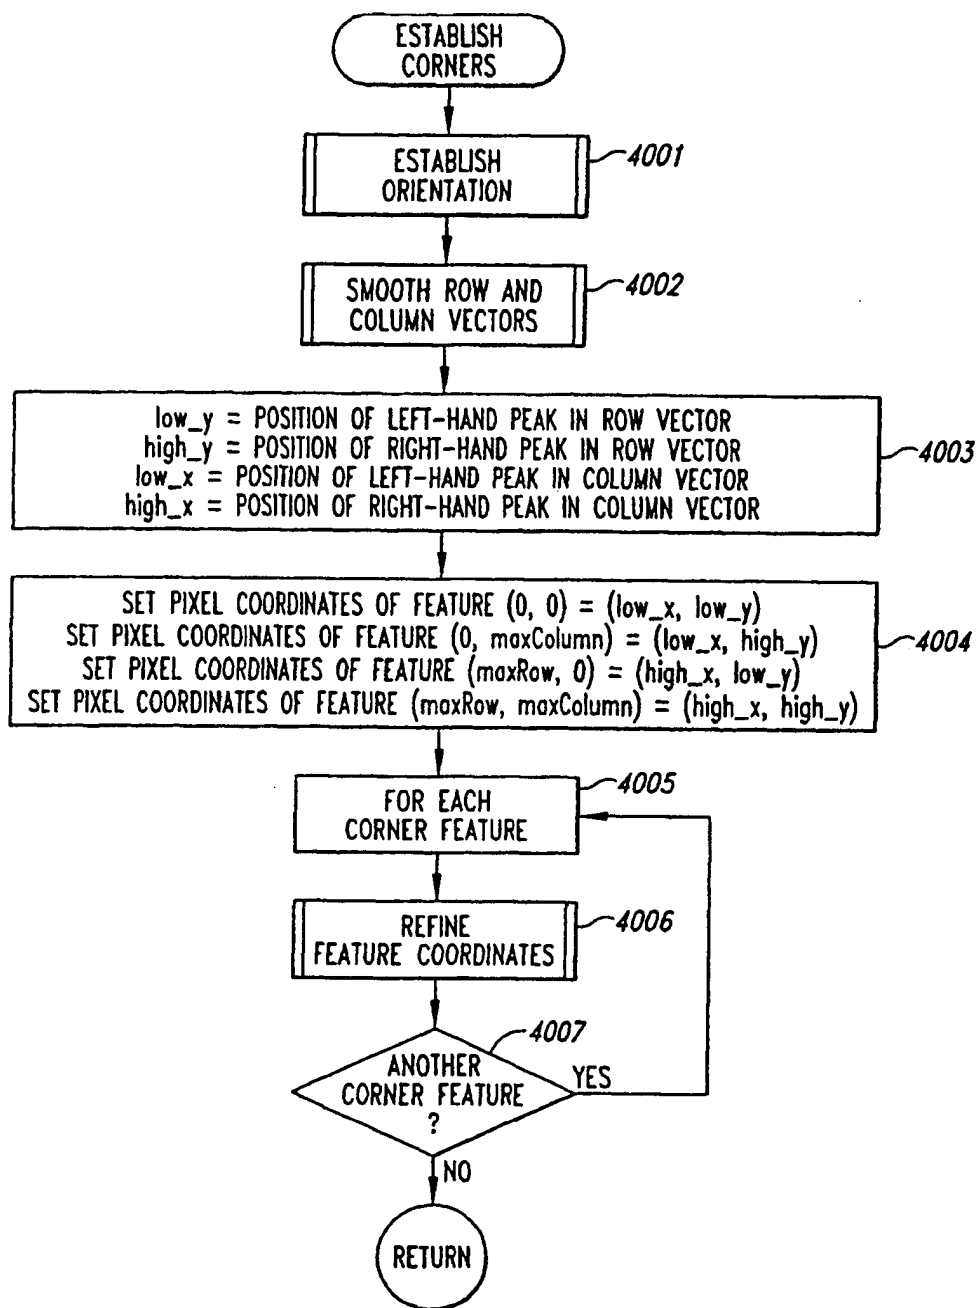 ESTABLISH
CORNERS
ESTABLISH
ORIENTATION
4001
SMOOTH ROW AND
COLUMN VECTORS
4002
low_y = POSITION OF LEFT-HAND PEAK IN ROW VECTOR
high_y = POSITION OF RIGHT-HAND PEAK IN ROW VECTOR
low_x = POSITION OF LEFT-HAND PEAK IN COLUMN VECTOR
high_x = POSITION OF RIGHT-HAND PEAK IN COLUMN VECTOR
4003
SET PIXEL COORDINATES OF FEATURE (0, 0) = (low_x, low_y)
SET PIXEL COORDINATES OF FEATURE (0, maxColumn) = (low_x, high_y)
SET PIXEL COORDINATES OF FEATURE (maxRow, 0) = (high_x, low_y)
SET PIXEL COORDINATES OF FEATURE (maxRow, maxColumn) = (high_x, high_y)
4004
FOR EACH
CORNER FEATURE
4005
REFINE
FEATURE COORDINATES
4006
4007
ANOTHER
CORNER FEATURE
?
YES
NO
RETURN